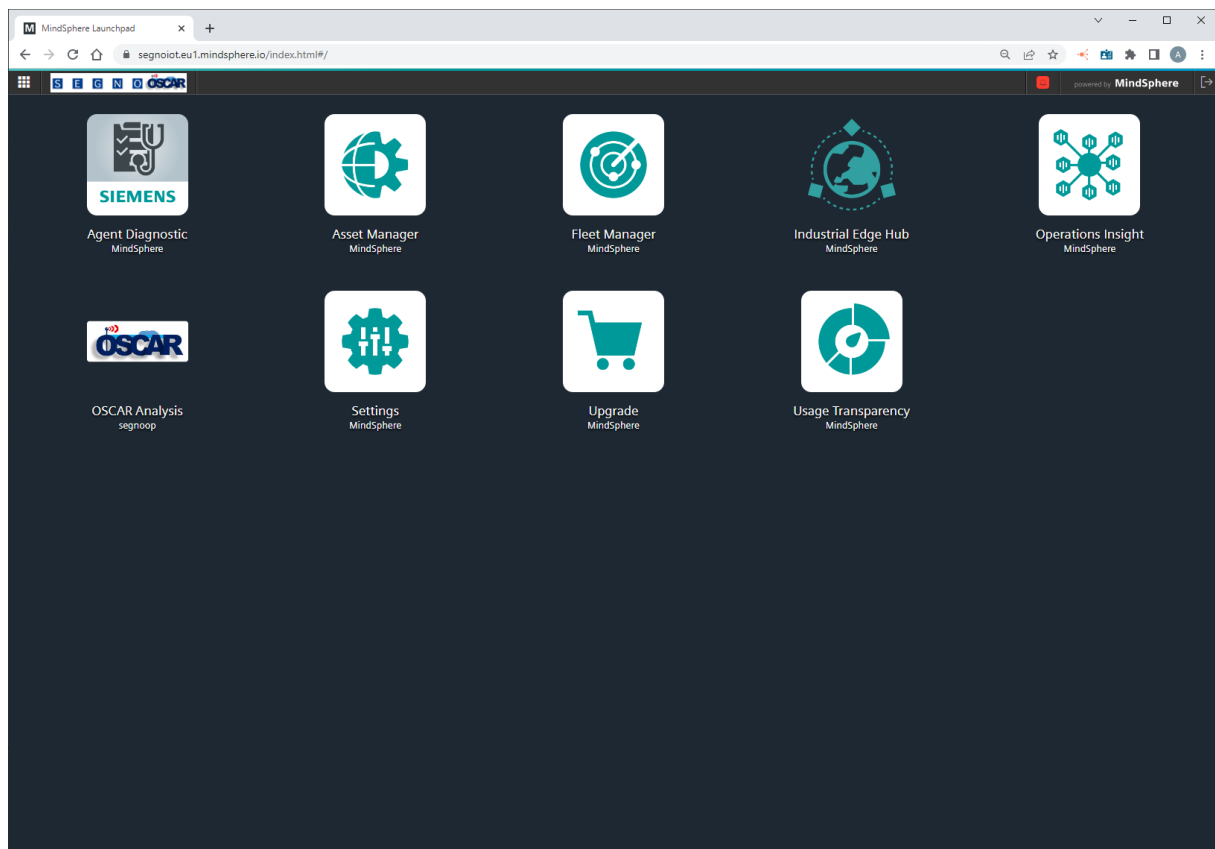 M MindSphere Launchpad
segnoiot.eu1.mindsphere.io/index.html#/
A
S E G N O OSCAR
powered by MindSphere
SIEMENS
Agent Diagnostic
MindSphere
Asset Manager
MindSphere
Fleet Manager
MindSphere
Industrial Edge Hub
MindSphere
Operations Insight
MindSphere
OSCAR
OSCAR Analysis
segnoop
Settings
MindSphere
Upgrade
MindSphere
Usage Transparency
MindSphere